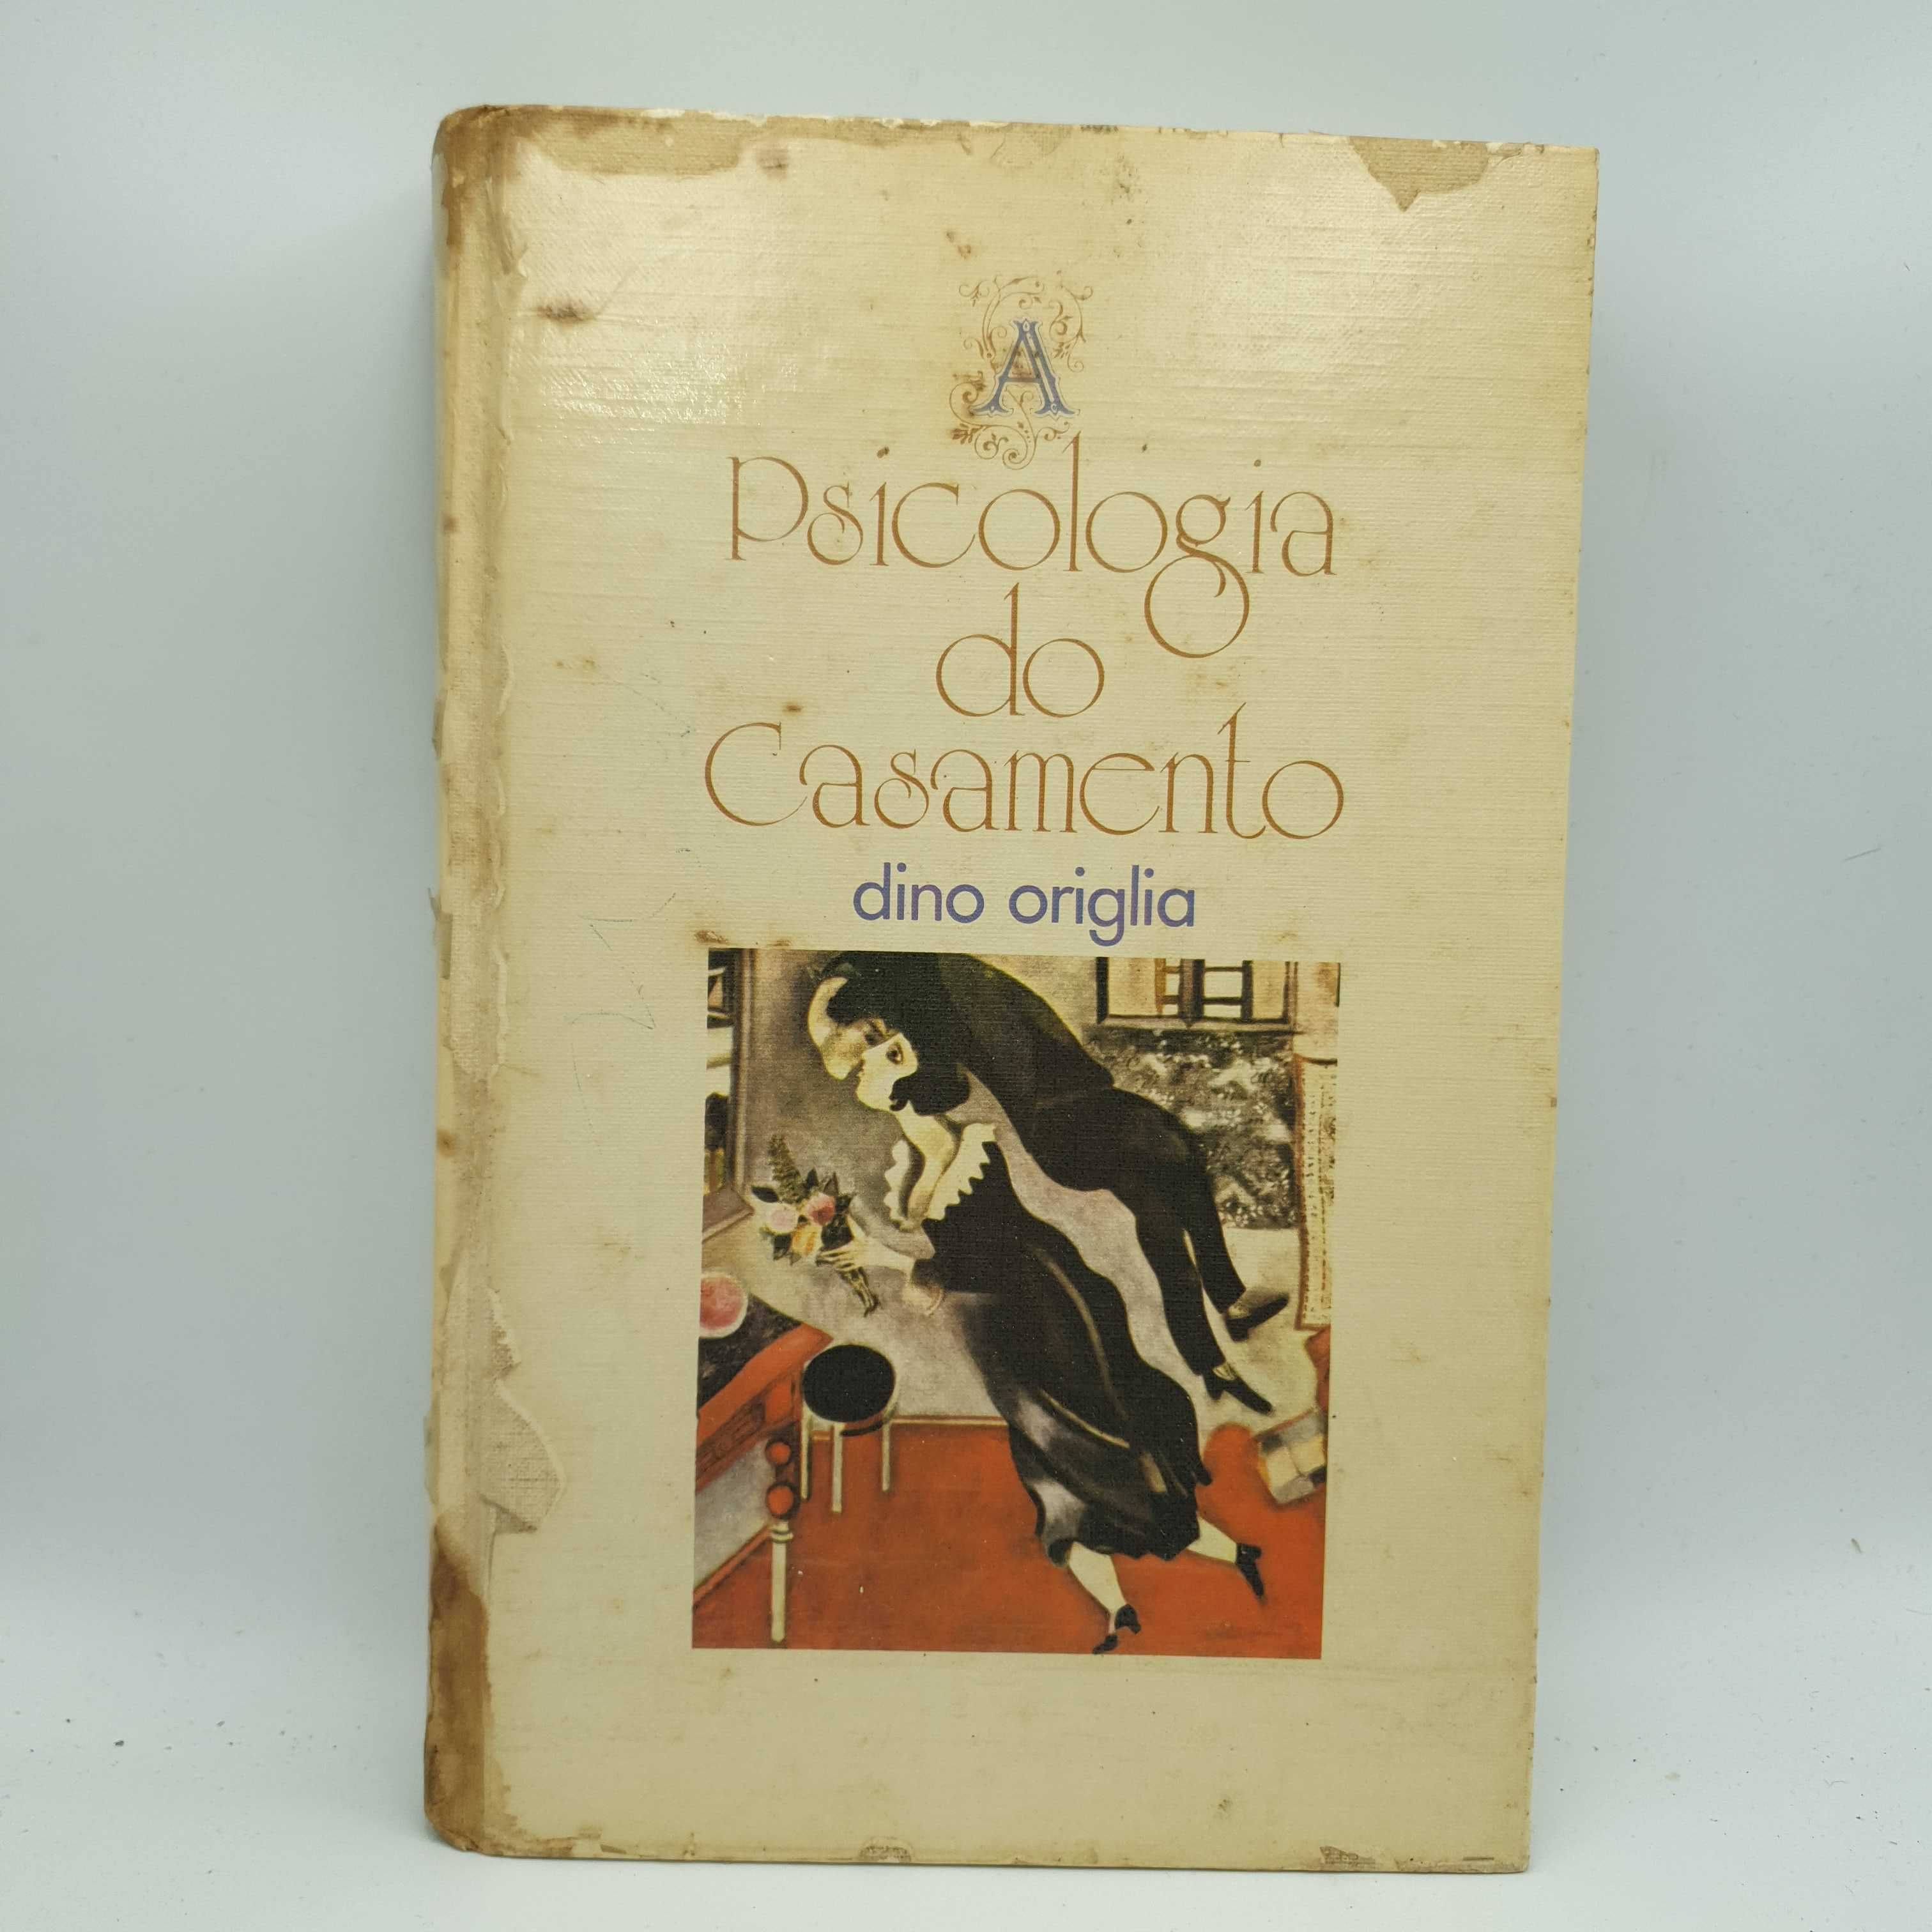 A
Psicologia
do
Casamento
dino origlia